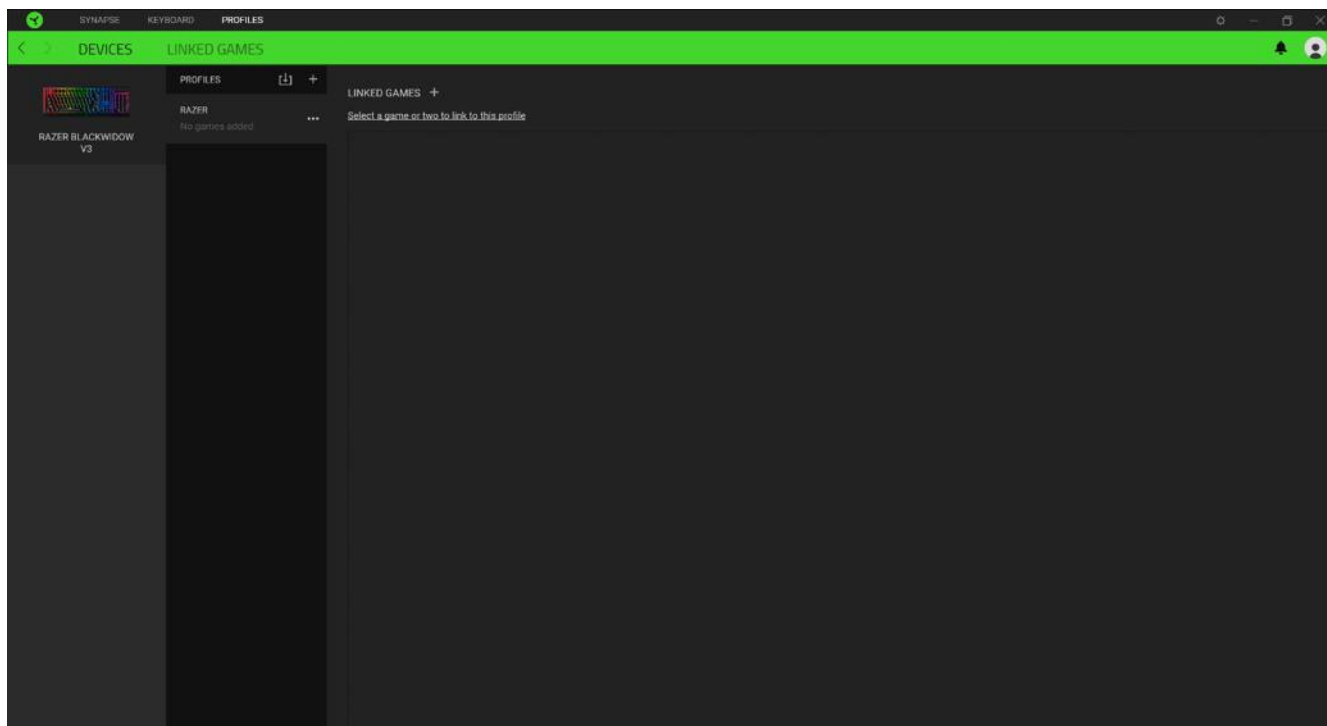 SYNAPSE KEYBOARD PROFILES
DEVICES LINKED GAMES
RAZER BLACKWIDOW
V3
PROFILES
RAZER
No games added
LINKED GAMES +
Select a game or two to link to this profile